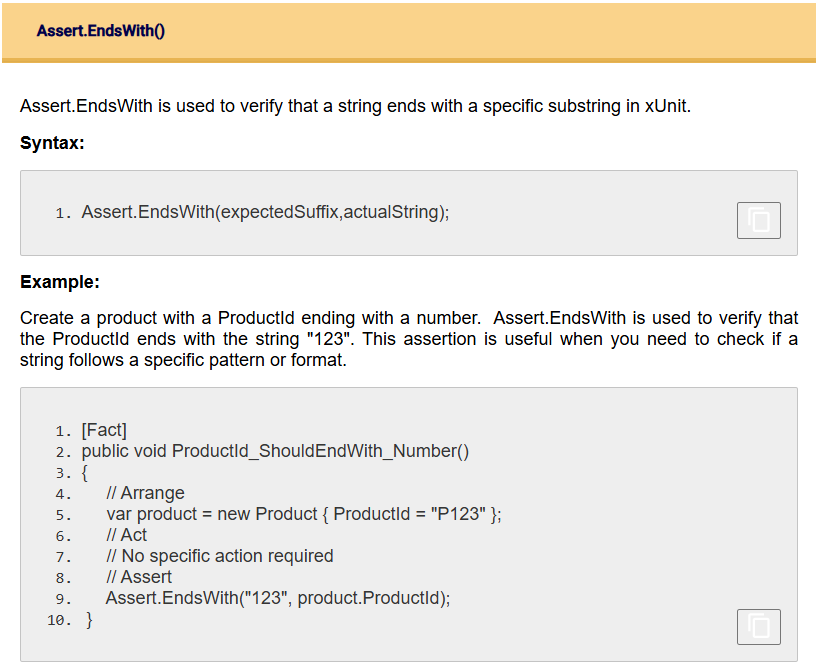 Assert.EndsWith()
Assert.EndsWith is used to verify that a string ends with a specific substring in xUnit.
Syntax:
1. Assert.EndsWith(expectedSuffix,actualString);
Example:
Create a product with a ProductId ending with a number.  Assert.EndsWith is used to verify that
the ProductId ends with the string "123". This assertion is useful when you need to check if a
string follows a specific pattern or format.
1. [Fact]
2. public void ProductId_ShouldEndWith_Number()
3. {
4.     // Arrange
5.     var product = new Product { ProductId = "P123" };
6.     // Act
7.     // No specific action required
8.     // Assert
9.     Assert.EndsWith("123", product.ProductId);
10. }